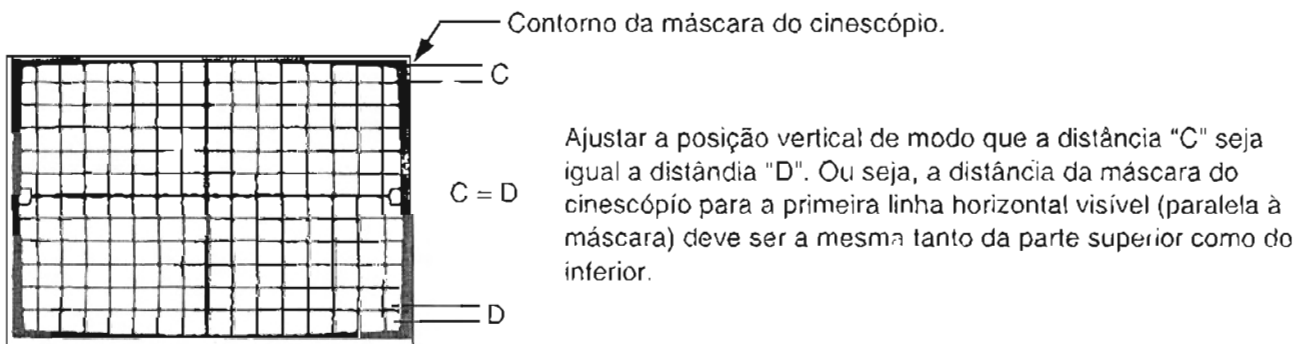 Contorno da máscara do cinescópio.
C
Ajustar a posição vertical de modo que a distância "C" seja
igual a distândia "D". Ou seja, a distância da máscara do
C = D
cinescópio para a primeira linha horizontal visível (paralela à
máscara) deve ser a mesma tanto da parte superior como do
inferior.
D